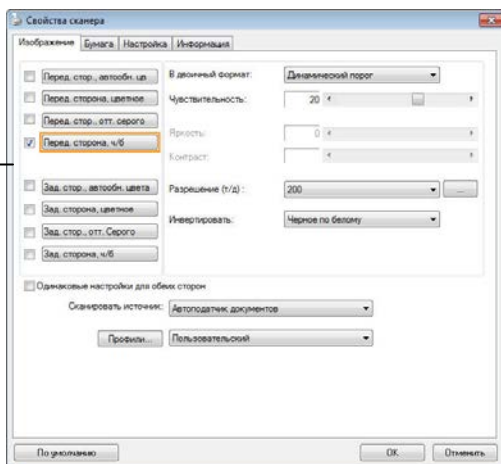 Свойства сканера
Изображение Бумага Настройка Информация
Перед. стор., автообн. цв
Перед. сторона, цветное
Перед. стор., отт. серого
Перед. сторона, ч/б
Зад. стор., автообн. цвета
Зад. сторона, цветное
Зад. стор., отт. Серого
Зад. сторона, ч/б
В двоичный формат: Динамический порог
Чувствительность: 20
Яркость: 0
Контраст:
Разрешение (т/д) : 200 ...
Инвертировать: Черное по белому
Одинаковые настройки для обеих сторон
Сканировать источник: Автоподатчик документов
Профили... Пользовательский
По умолчанию OK Отменить